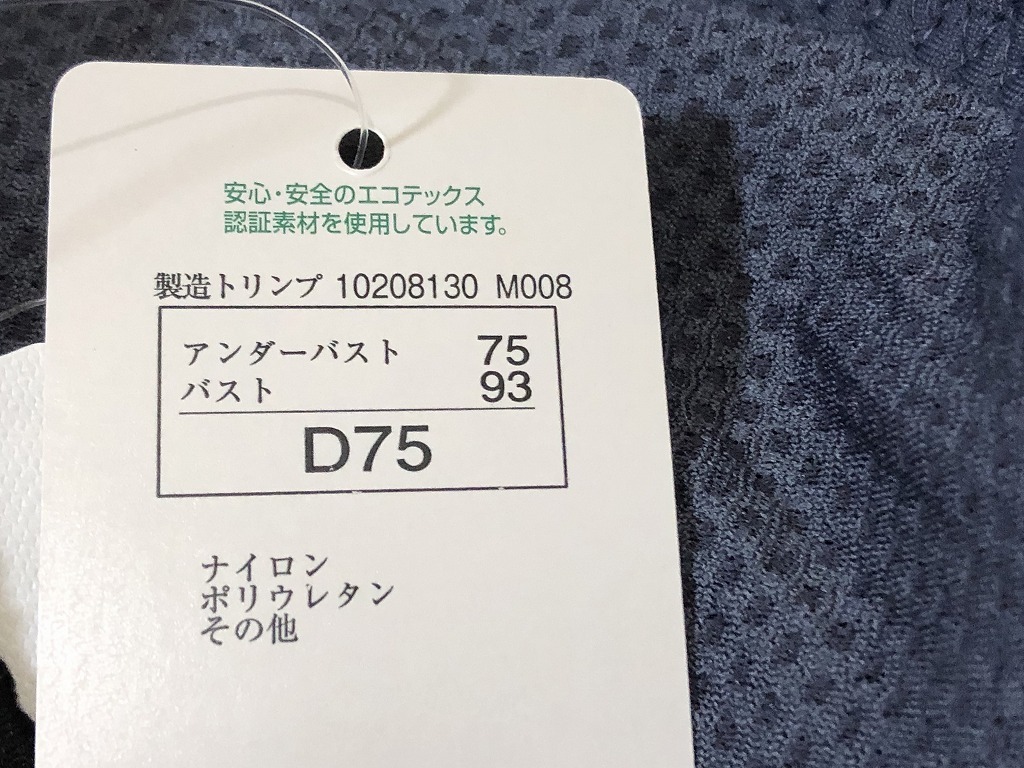 安心・安全のエコテックス
認証素材を使用しています。
製造トリンプ 10208130 M008
アンダーバスト 75
バスト 93
D75
ナイロン
ポリウレタン
その他